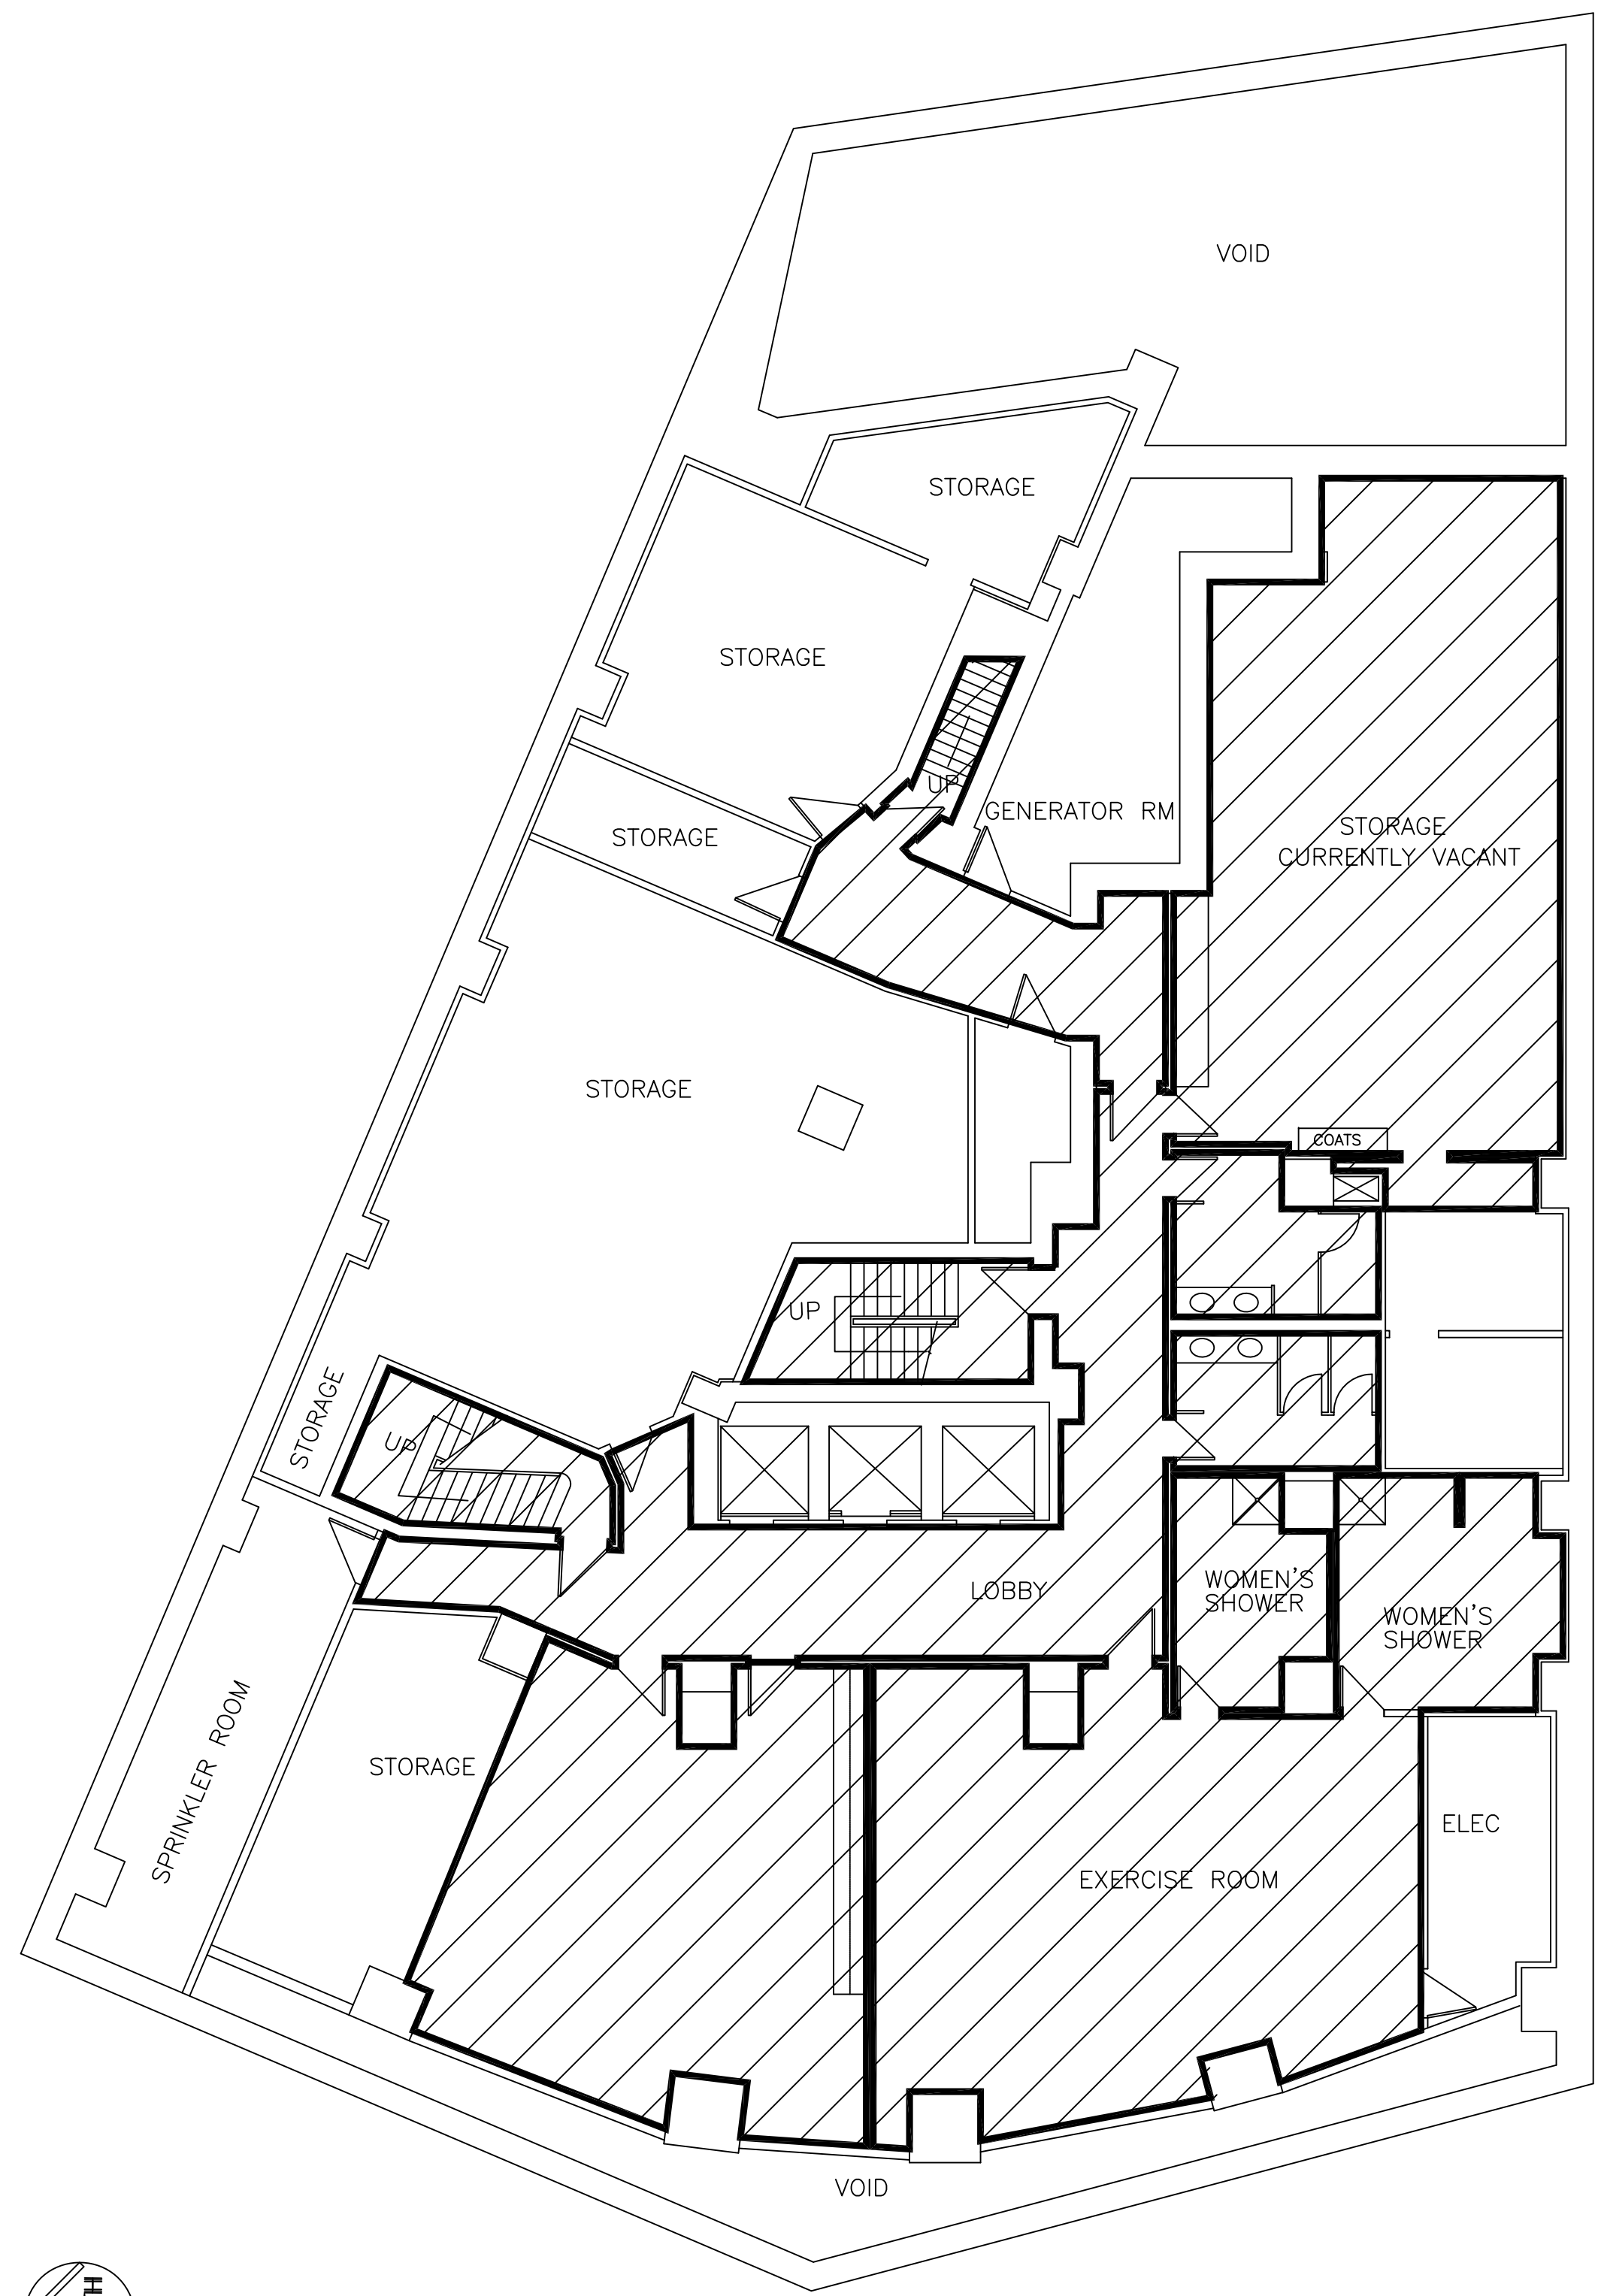 VOID
STORAGE
STORAGE
UP
GENERATOR RM
STORAGE
STORAGE
CURRENTLY VACANT
STORAGE
COATS
UP
STORAGE
UP
LOBBY
WOMEN'S
SHOWER
WOMEN'S
SHOWER
SPRINKLER ROOM
STORAGE
ELEC
EXERCISE ROOM
VOID